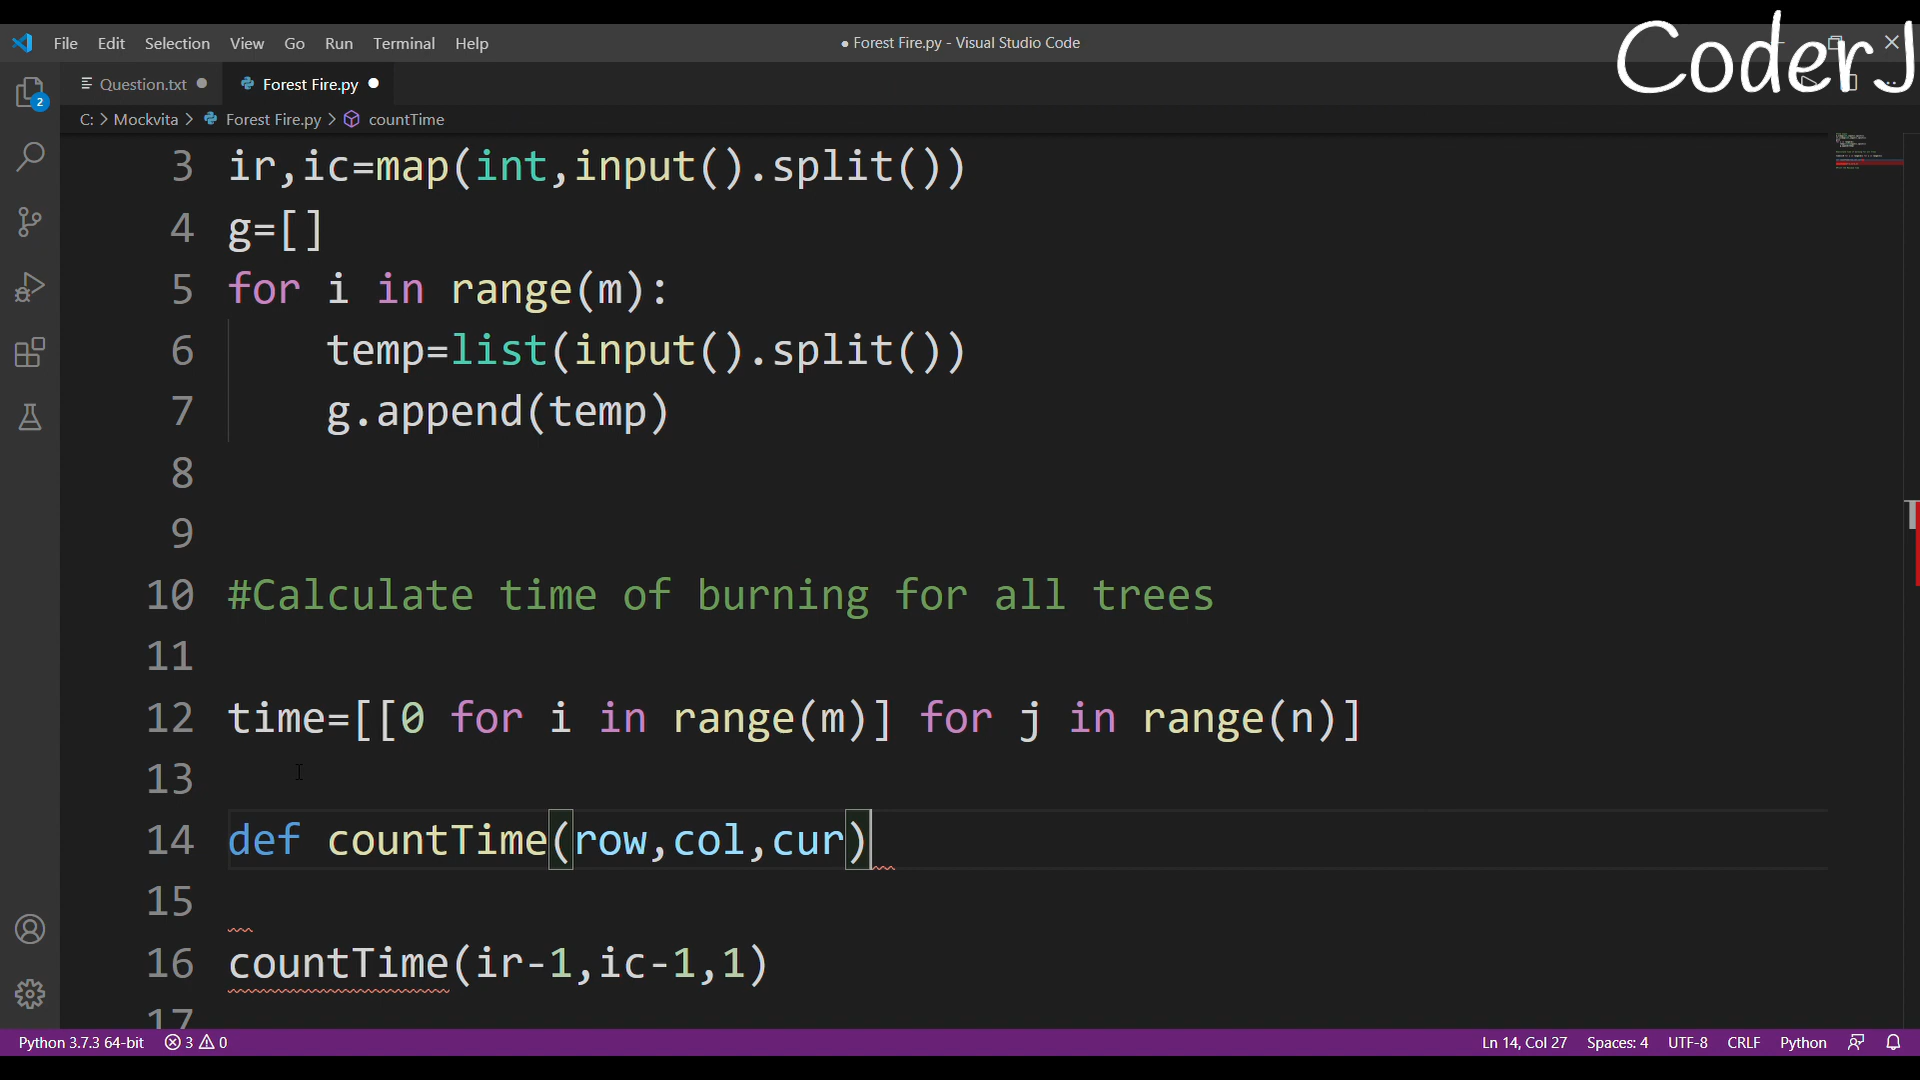 CoderJ
File Edit Selection View Go Run Terminal Help
● Forest Fire.py - Visual Studio Code
Question.txt ● Forest Fire.py ●
C: > Mockvita > Forest Fire.py > countTime
2
3 ir,ic=map(int,input().split())
4 g=[]
5 for i in range(m):
6 temp=list(input().split())
7 g.append(temp)
8
9
10 #Calculate time of burning for all trees
11
12 time=[[0 for i in range(m)] for j in range(n)]
13
14 def countTime(row,col,cur)
15
16 countTime(ir-1,ic-1,1)
17
Python 3.7.3 64-bit 3 0 Ln 14, Col 27 Spaces: 4 UTF-8 CRLF Python